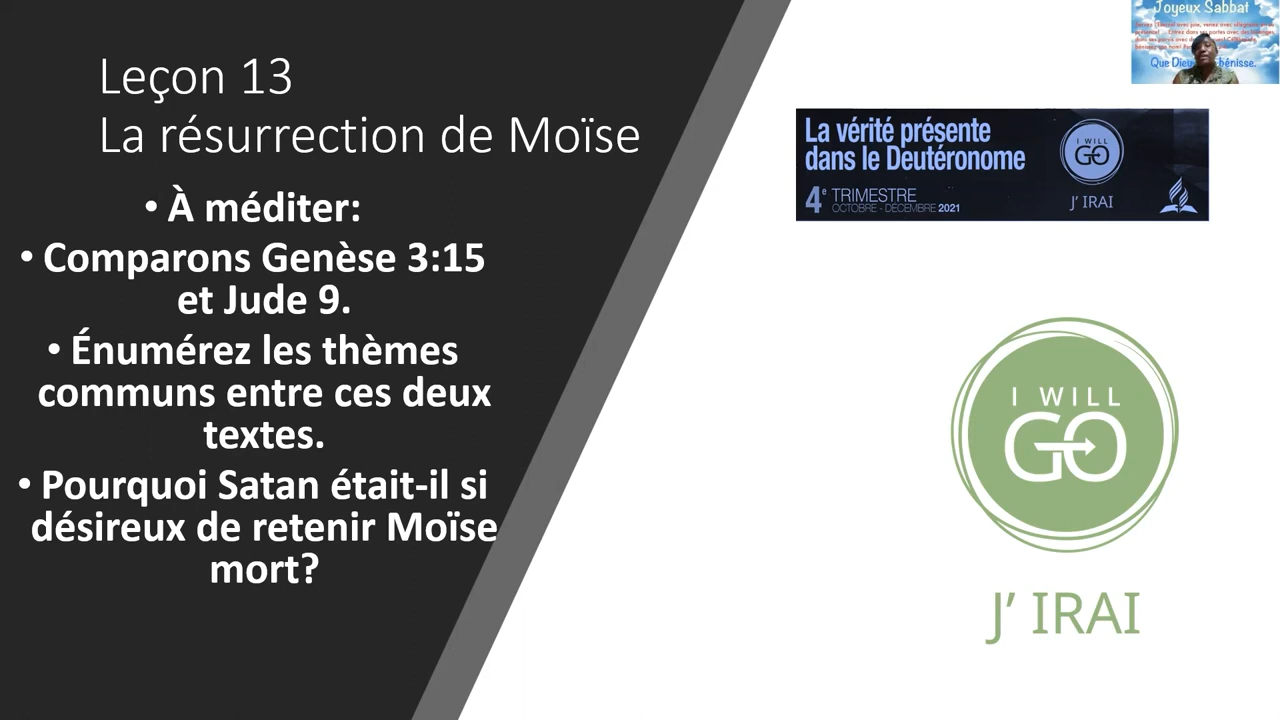 Leçon 13
La résurrection de Moïse
• À méditer:
• Comparons Genèse 3:15
et Jude 9.
• Énumérez les thèmes
communs entre ces deux
textes.
• Pourquoi Satan était-il si
désireux de retenir Moïse
mort?
Joyeux Sabbat
Que Dieu bénisse.
La vérité présente
dans le Deutéronome
4e TRIMESTRE
OCTOBRE - DÉCEMBRE 2021
I WILL
GO
J' IRAI
I WILL
GO
J’ IRAI